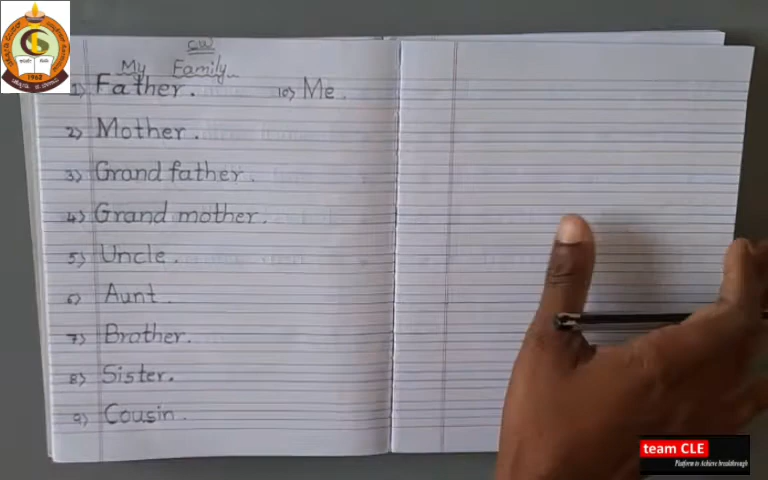 CW
My Family
1) Father.
10) Me.
2) Mother.
3) Grand father.
4) Grand mother.
5) Uncle.
6) Aunt.
7) Brother.
8) Sister.
9) Cousin.
1962
team CLE
Platform to Achieve breakthrough